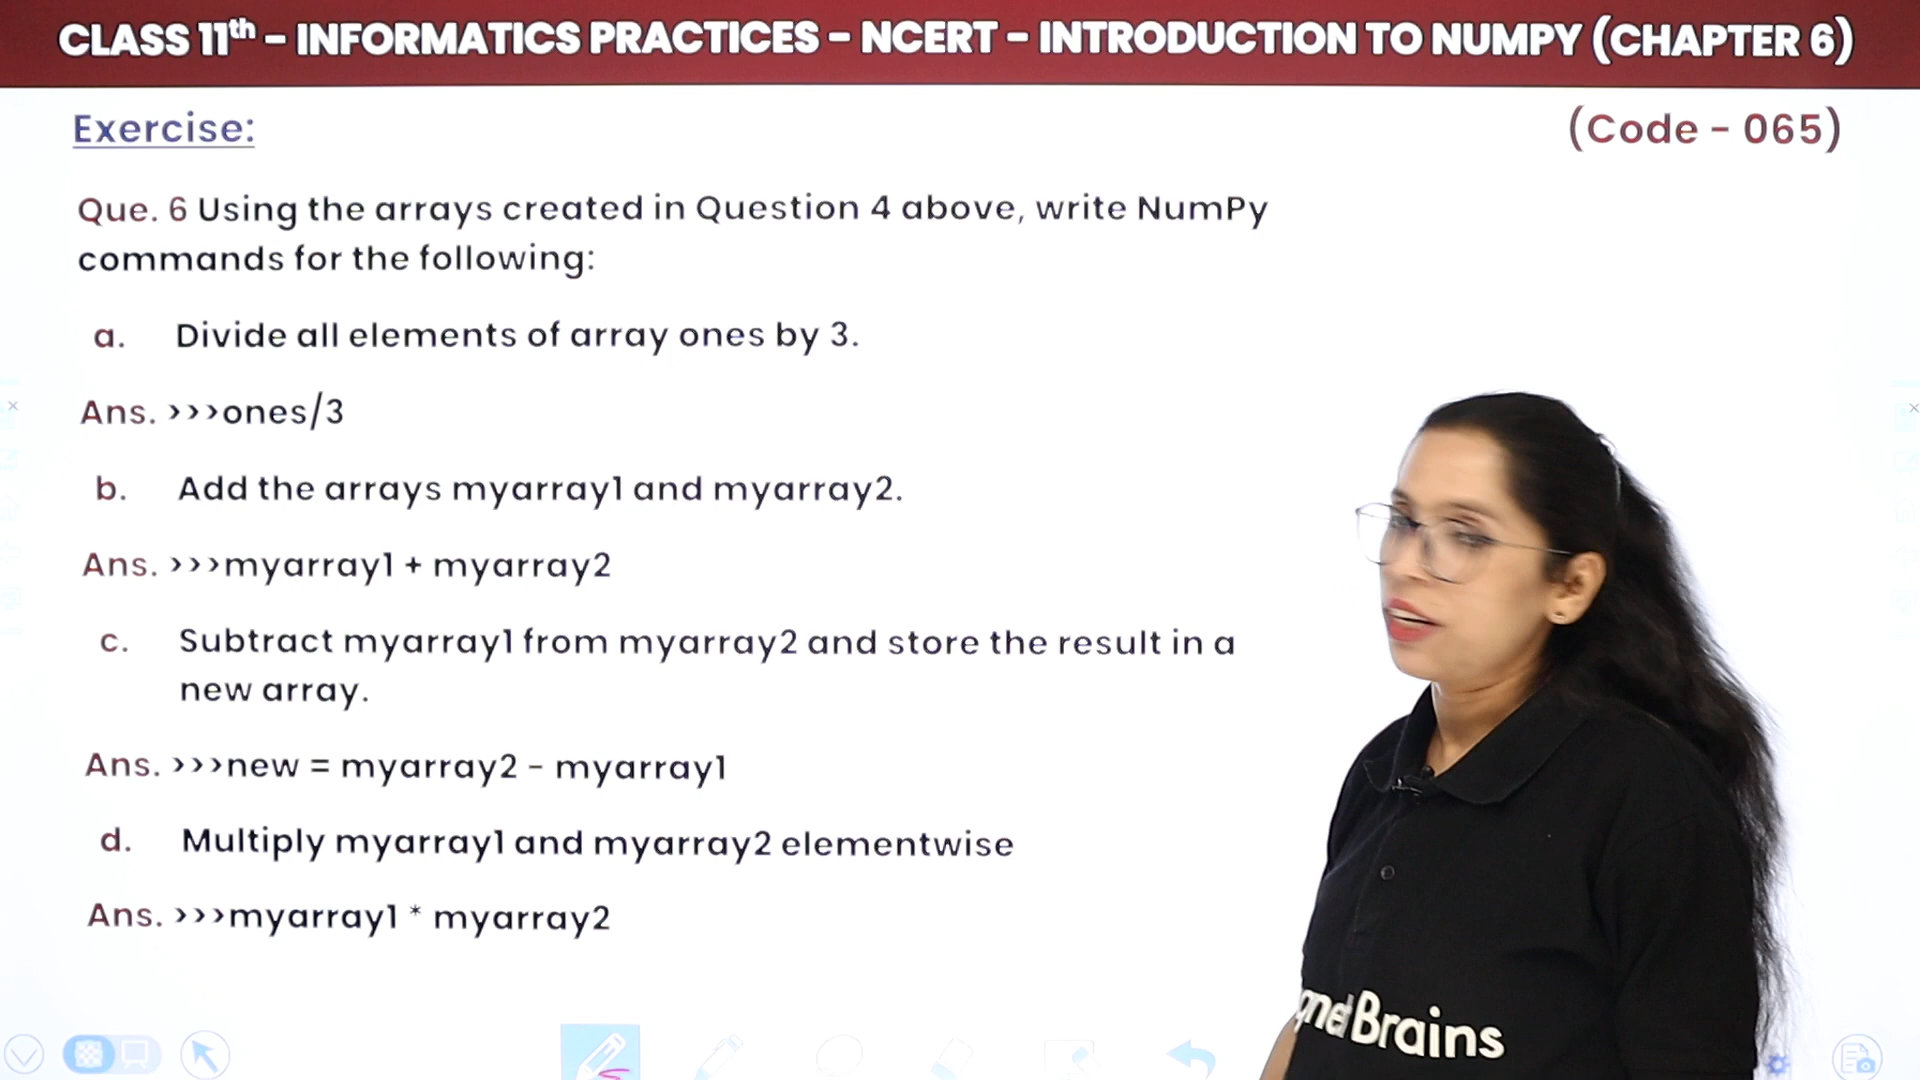 CLASS 11th - INFORMATICS PRACTICES - NCERT - INTRODUCTION TO NUMPY (CHAPTER 6)
Exercise:
(Code - 065)
Que. 6 Using the arrays created in Question 4 above, write NumPy
commands for the following:
a. Divide all elements of array ones by 3.
Ans. >>>ones/3
b. Add the arrays myarray1 and myarray2.
Ans. >>>myarray1 + myarray2
c. Subtract myarray1 from myarray2 and store the result in a
new array.
Ans. >>>new = myarray2 - myarray1
d. Multiply myarray1 and myarray2 elementwise
Ans. >>>myarray1 * myarray2
Brains